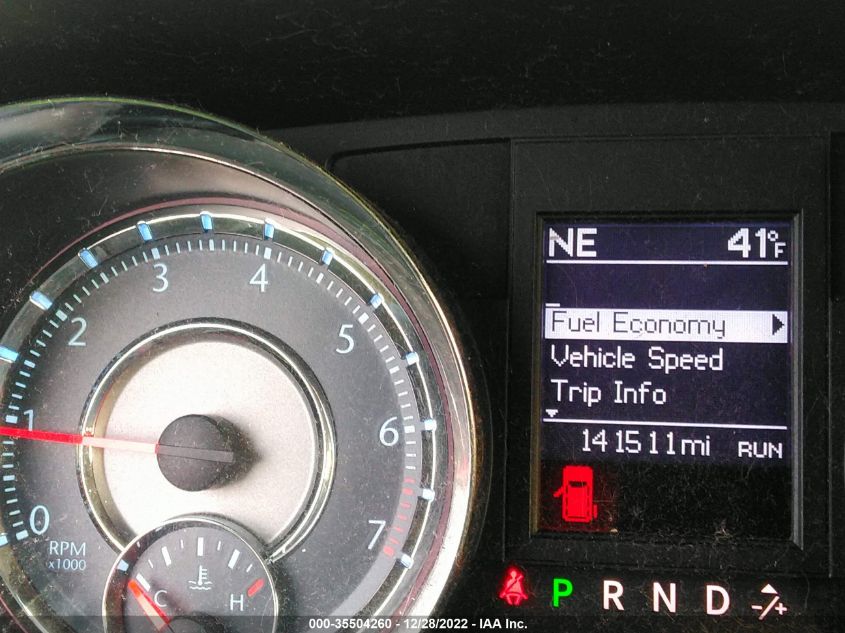 NE 41°F
Fuel Economy
Vehicle Speed
Trip Info
141511mi RUN
0 1 2 3 4 5 6 7
RPM
x1000
C H
P R N D -/+
000-35504260 - 12/28/2022 - IAA Inc.